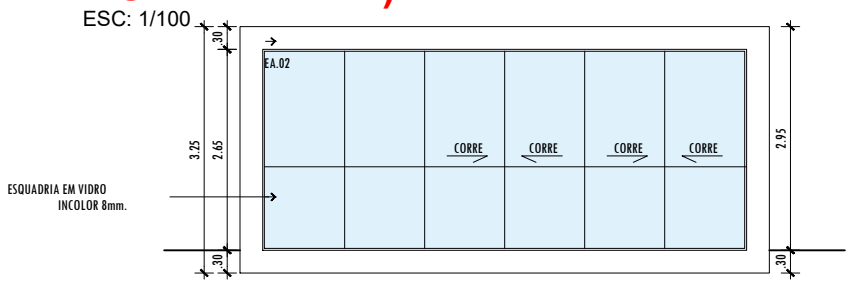 ESC: 1/100
.30
EA.02
3.25
2.65
2.95
CORRE
CORRE
CORRE
CORRE
ESQUADRIA EM VIDRO
INCOLOR 8mm.
.30
.30